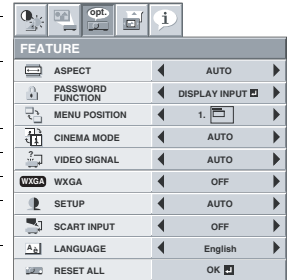 opt.
i
FEATURE
ASPECT AUTO
PASSWORD FUNCTION DISPLAY INPUT
MENU POSITION 1.
CINEMA MODE AUTO
VIDEO SIGNAL AUTO
WXGA WXGA OFF
SETUP AUTO
SCART INPUT OFF
A B LANGUAGE English
RESET ALL OK